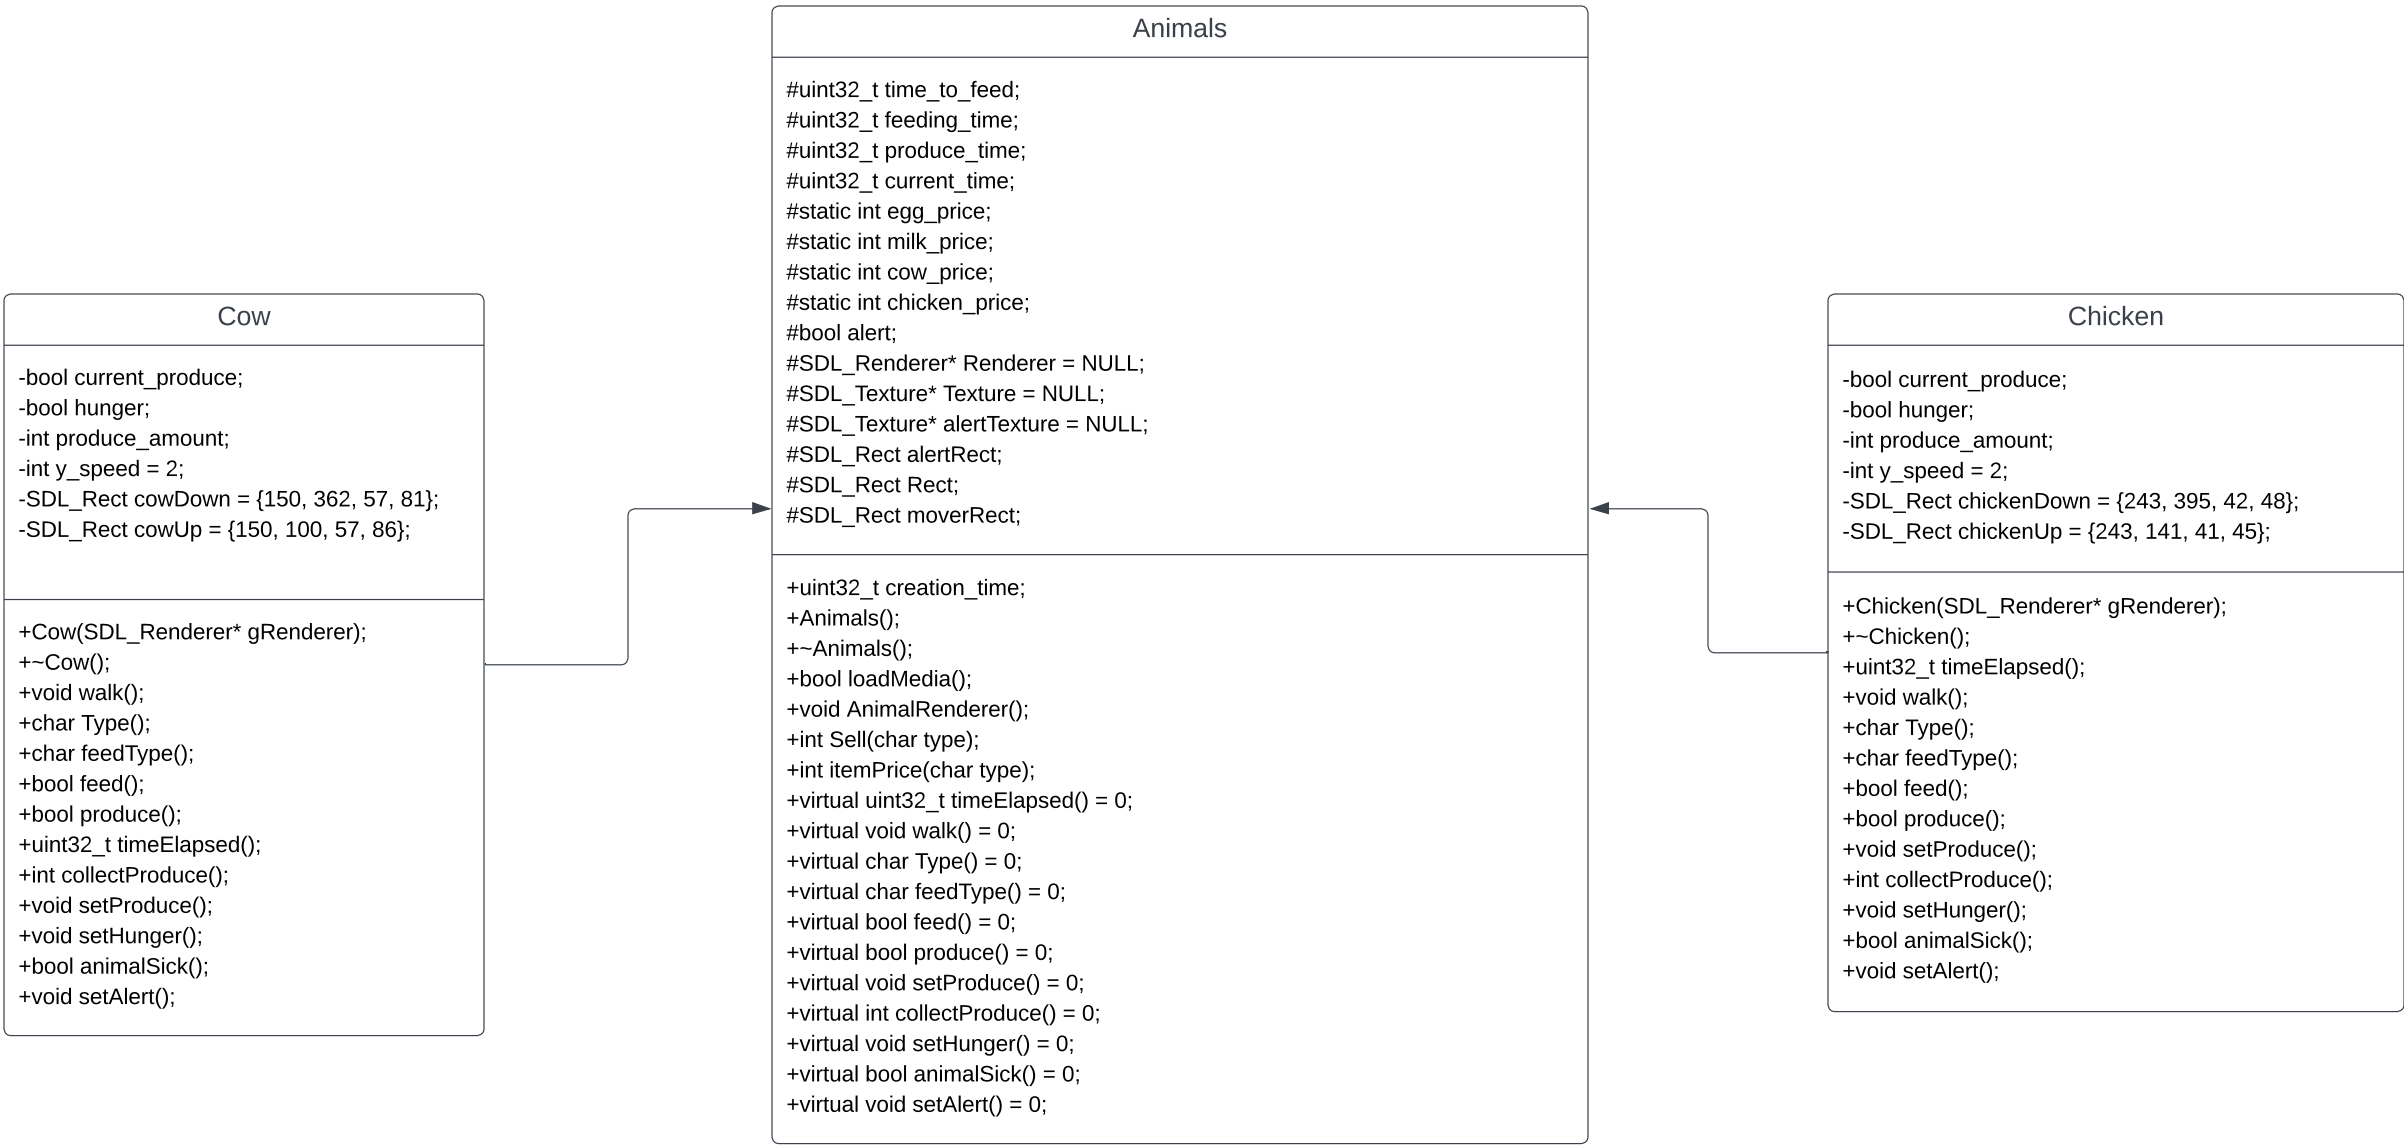 Animals
#uint32_t time_to_feed;
#uint32_t feeding_time;
#uint32_t produce_time;
#uint32_t current_time;
#static int egg_price;
#static int milk_price;
#static int cow_price;
#static int chicken_price;
#bool alert;
#SDL_Renderer* Renderer = NULL;
#SDL_Texture* Texture = NULL;
#SDL_Texture* alertTexture = NULL;
#SDL_Rect alertRect;
#SDL_Rect Rect;
#SDL_Rect moverRect;
+uint32_t creation_time;
+Animals();
+~Animals();
+bool loadMedia();
+void AnimalRenderer();
+int Sell(char type);
+int itemPrice(char type);
+virtual uint32_t timeElapsed() = 0;
+virtual void walk() = 0;
+virtual char Type() = 0;
+virtual char feedType() = 0;
+virtual bool feed() = 0;
+virtual bool produce() = 0;
+virtual void setProduce() = 0;
+virtual int collectProduce() = 0;
+virtual void setHunger() = 0;
+virtual bool animalSick() = 0;
+virtual void setAlert() = 0;
Cow
-bool current_produce;
-bool hunger;
-int produce_amount;
-int y_speed = 2;
-SDL_Rect cowDown = {150, 362, 57, 81};
-SDL_Rect cowUp = {150, 100, 57, 86};
+Cow(SDL_Renderer* gRenderer);
+~Cow();
+void walk();
+char Type();
+char feedType();
+bool feed();
+bool produce();
+uint32_t timeElapsed();
+int collectProduce();
+void setProduce();
+void setHunger();
+bool animalSick();
+void setAlert();
Chicken
-bool current_produce;
-bool hunger;
-int produce_amount;
-int y_speed = 2;
-SDL_Rect chickenDown = {243, 395, 42, 48};
-SDL_Rect chickenUp = {243, 141, 41, 45};
+Chicken(SDL_Renderer* gRenderer);
+~Chicken();
+uint32_t timeElapsed();
+void walk();
+char Type();
+char feedType();
+bool feed();
+bool produce();
+void setProduce();
+int collectProduce();
+void setHunger();
+bool animalSick();
+void setAlert();